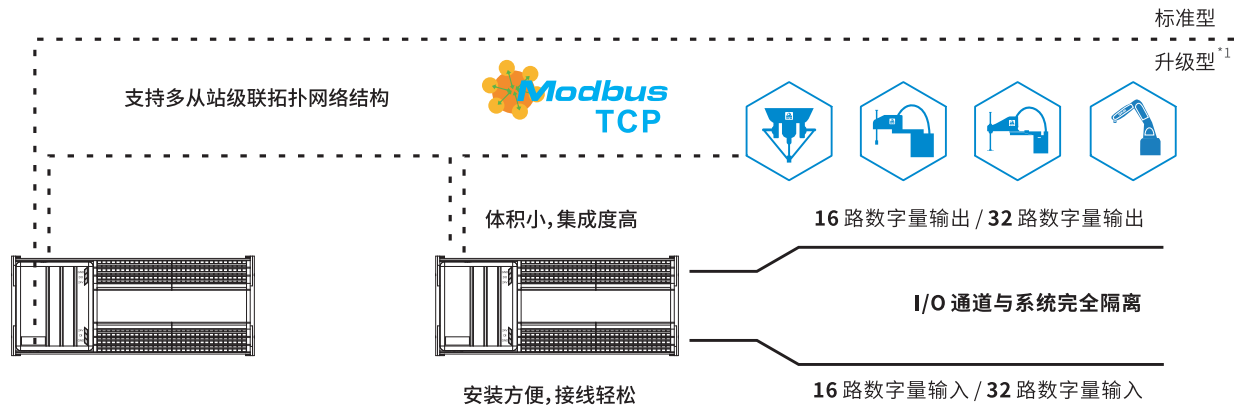 标准型
升级型*1
支持多从站级联拓扑网络结构
Modbus
TCP
体积小,集成度高
16 路数字量输出 / 32 路数字量输出
I/O 通道与系统完全隔离
安装方便,接线轻松
16 路数字量输入 / 32 路数字量输入